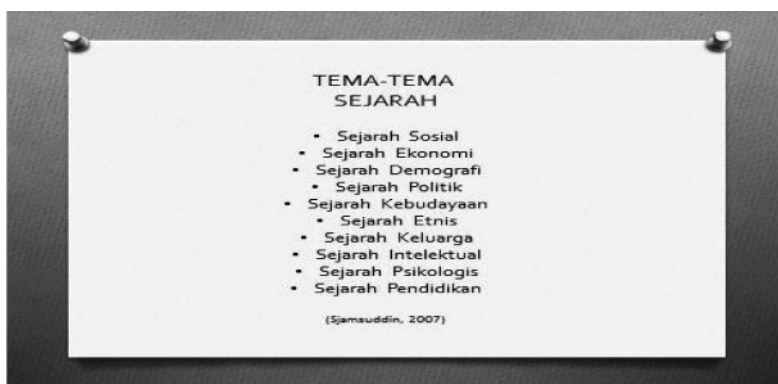 TEMA-TEMA
SEJARAH
• Sejarah Sosial
• Sejarah Ekonomi
• Sejarah Demografi
• Sejarah Politik
• Sejarah Kebudayaan
• Sejarah Etnis
• Sejarah Keluarga
• Sejarah Intelektual
• Sejarah Psikologis
• Sejarah Pendidikan
(Sjamsuddin, 2007)